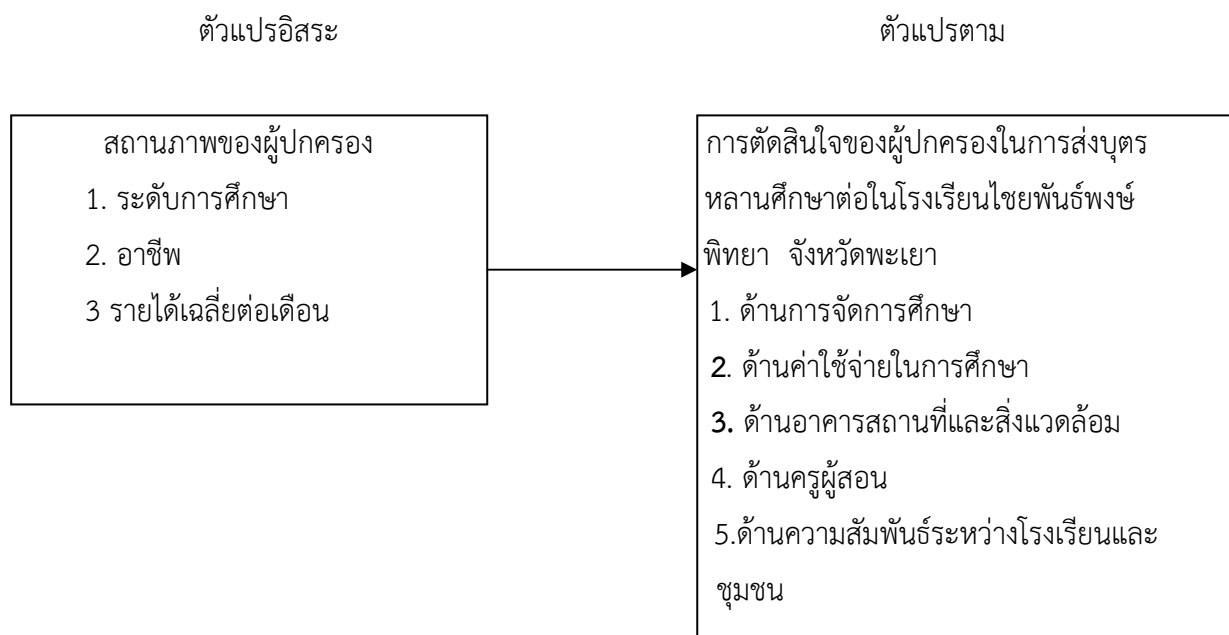 ตัวแปรอิสระ
ตัวแปรตาม
สถานภาพของผู้ปกครอง
1. ระดับการศึกษา
2. อาชีพ
3 รายได้เฉลี่ยต่อเดือน
การตัดสินใจของผู้ปกครองในการส่งบุตร
หลานศึกษาต่อในโรงเรียนไชยพันธ์พงษ์
พิทยา จังหวัดพะเยา
1. ด้านการจัดการศึกษา
2. ด้านค่าใช้จ่ายในการศึกษา
3. ด้านอาคารสถานที่และสิ่งแวดล้อม
4. ด้านครูผู้สอน
5.ด้านความสัมพันธ์ระหว่างโรงเรียนและ
ชุมชน